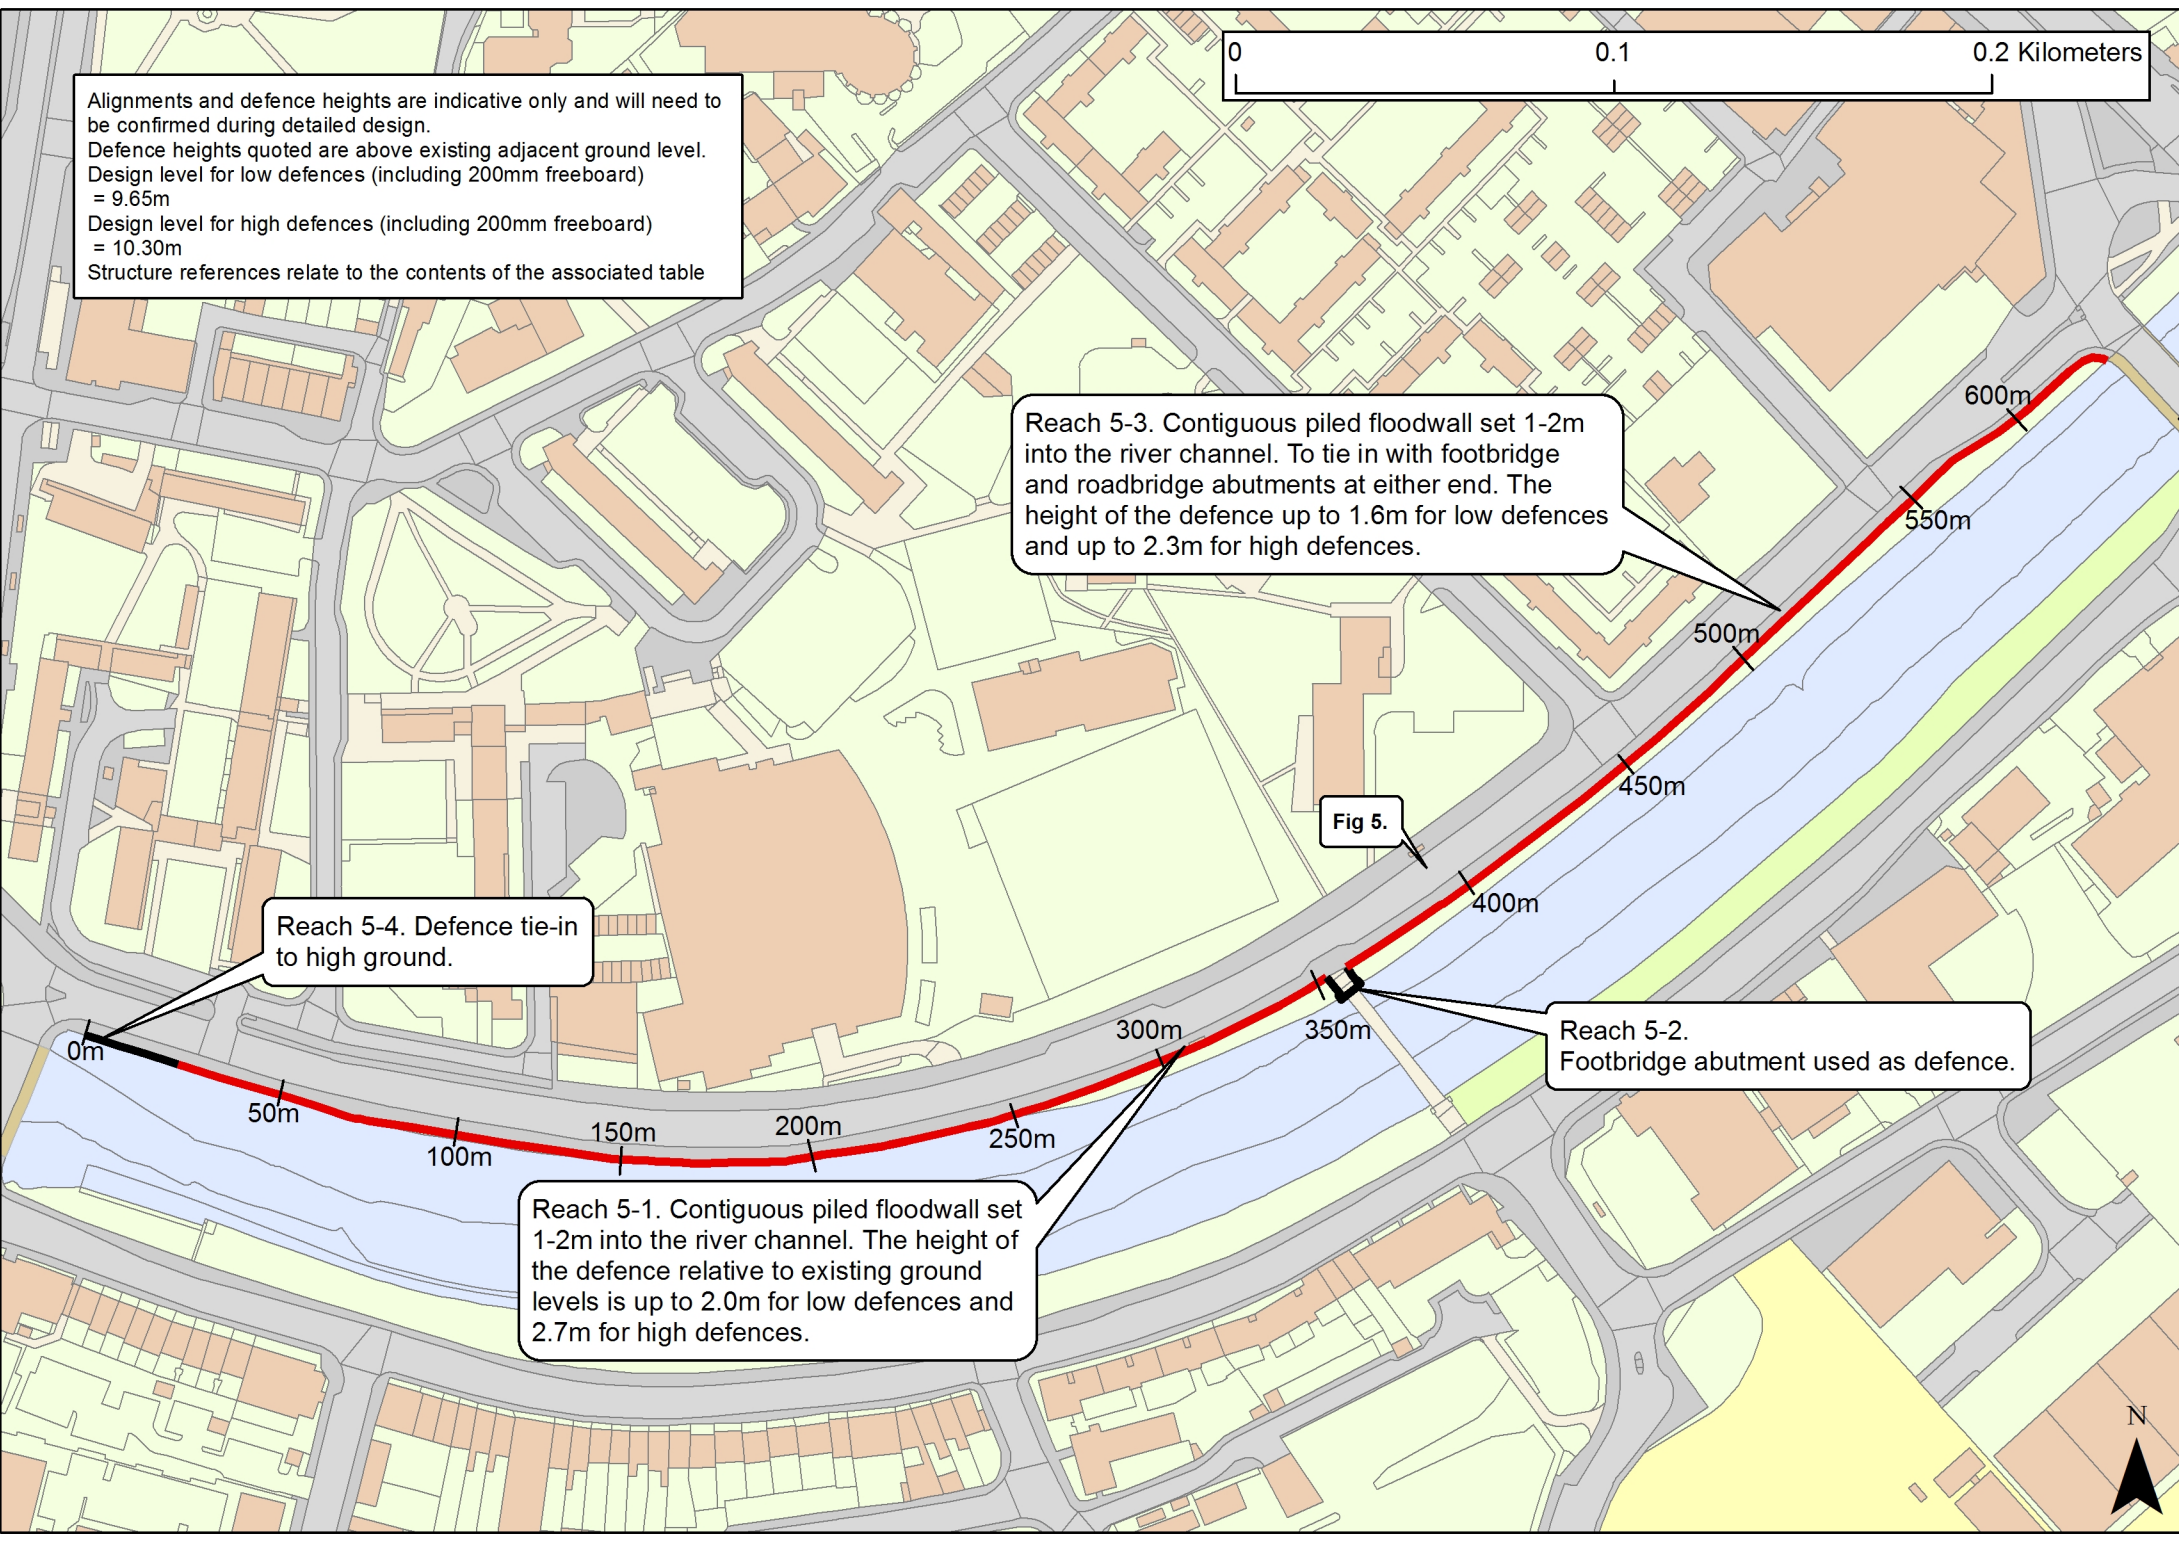 0 0.1 0.2 Kilometers
Alignments and defence heights are indicative only and will need to
be confirmed during detailed design.
Defence heights quoted are above existing adjacent ground level.
Design level for low defences (including 200mm freeboard)
= 9.65m
Design level for high defences (including 200mm freeboard)
= 10.30m
Structure references relate to the contents of the associated table
600m
Reach 5-3. Contiguous piled floodwall set 1-2m
into the river channel. To tie in with footbridge
and roadbridge abutments at either end. The
height of the defence up to 1.6m for low defences
and up to 2.3m for high defences.
550m
500m
450m
Fig 5.
400m
Reach 5-4. Defence tie-in
to high ground.
300m
350m
Reach 5-2.
Footbridge abutment used as defence.
0m
50m
100m
150m
200m
250m
Reach 5-1. Contiguous piled floodwall set
1-2m into the river channel. The height of
the defence relative to existing ground
levels is up to 2.0m for low defences and
2.7m for high defences.
N